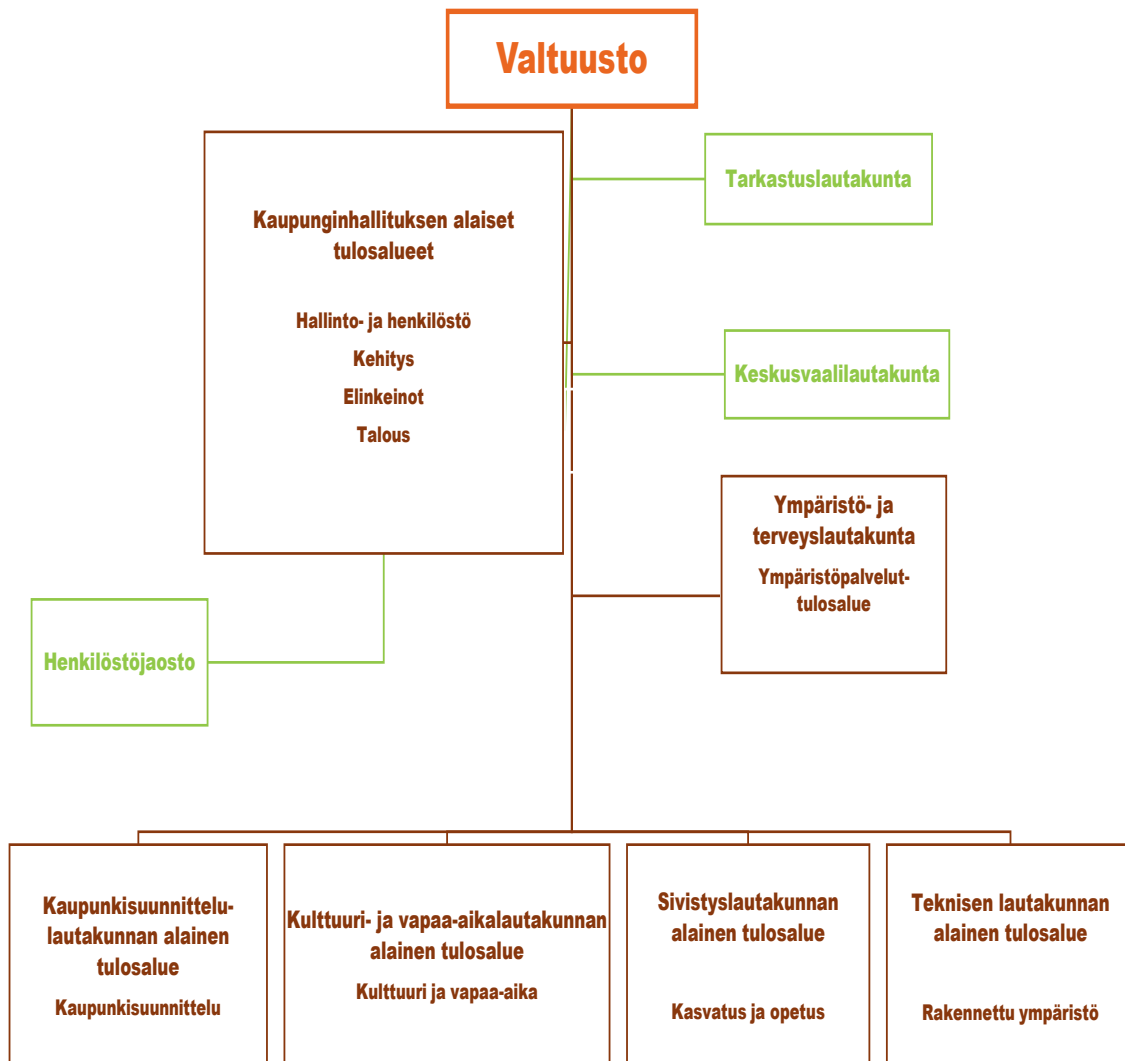 Valtuusto
Tarkastuslautakunta
Kaupunginhallituksen alaiset
tulosalueet
Hallinto- ja henkilöstö
Kehitys
Elinkeinot
Talous
Keskusvaalilautakunta
Ympäristö- ja
terveyslautakunta
Ympäristöpalvelut-
tulosalue
Henkilöstöjaosto
Kaupunkisuunnittelu-
lautakunnan alainen
tulosalue
Kaupunkisuunnittelu
Kulttuuri- ja vapaa-aikalautakunnan
alainen tulosalue
Kulttuuri ja vapaa-aika
Sivistyslautakunnan
alainen tulosalue
Kasvatus ja opetus
Teknisen lautakunnan
alainen tulosalue
Rakennettu ympäristö